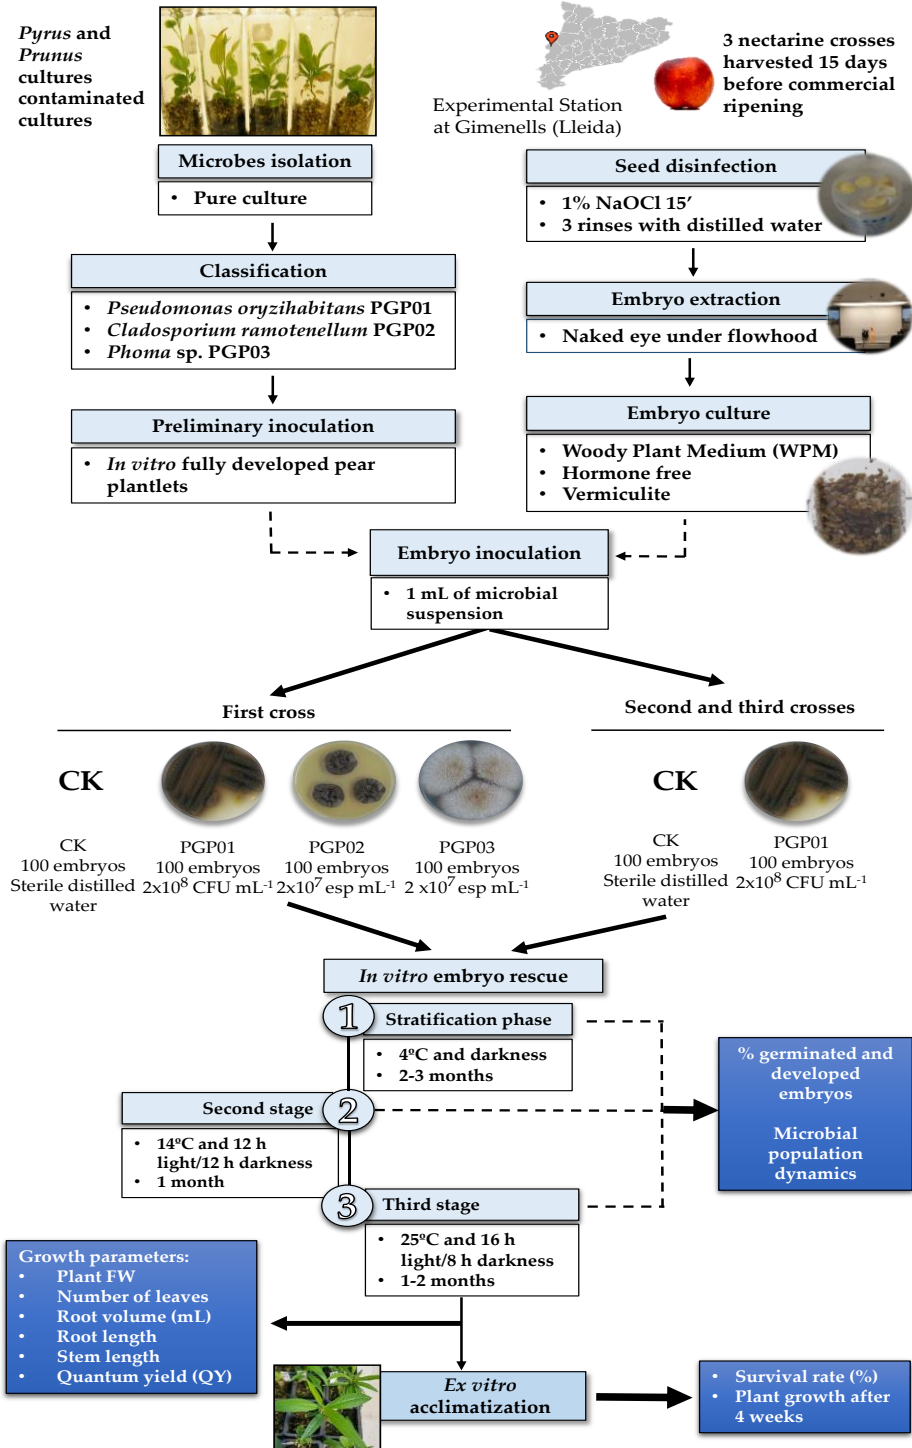 Pyrus and
Prunus
cultures
contaminated
cultures
Experimental Station
at Gimenells (Lleida)
3 nectarine crosses
harvested 15 days
before commercial
ripening
Microbes isolation
• Pure culture
Classification
• Pseudomonas oryzihabitans PGP01
• Cladosporium ramotenellum PGP02
• Phoma sp. PGP03
Preliminary inoculation
• In vitro fully developed pear
plantlets
Seed disinfection
• 1% NaOCl 15’
• 3 rinses with distilled water
Embryo extraction
• Naked eye under flowhood
Embryo culture
• Woody Plant Medium (WPM)
• Hormone free
• Vermiculite
Embryo inoculation
• 1 mL of microbial
suspension
First cross
CK
CK
100 embryos
Sterile distilled
water
PGP01
100 embryos
2x10⁸ CFU mL⁻¹
PGP02
100 embryos
2x10⁷ esp mL⁻¹
PGP03
100 embryos
2 x10⁷ esp mL⁻¹
Second and third crosses
CK
CK
100 embryos
Sterile distilled
water
PGP01
100 embryos
2x10⁸ CFU mL⁻¹
In vitro embryo rescue
1
Stratification phase
• 4ºC and darkness
• 2-3 months
Second stage
2
• 14ºC and 12 h
light/12 h darkness
• 1 month
3
Third stage
• 25ºC and 16 h
light/8 h darkness
• 1-2 months
% germinated and
developed
embryos
Microbial
population
dynamics
Growth parameters:
• Plant FW
• Number of leaves
• Root volume (mL)
• Root length
• Stem length
• Quantum yield (QY)
Ex vitro
acclimatization
• Survival rate (%)
• Plant growth after
4 weeks